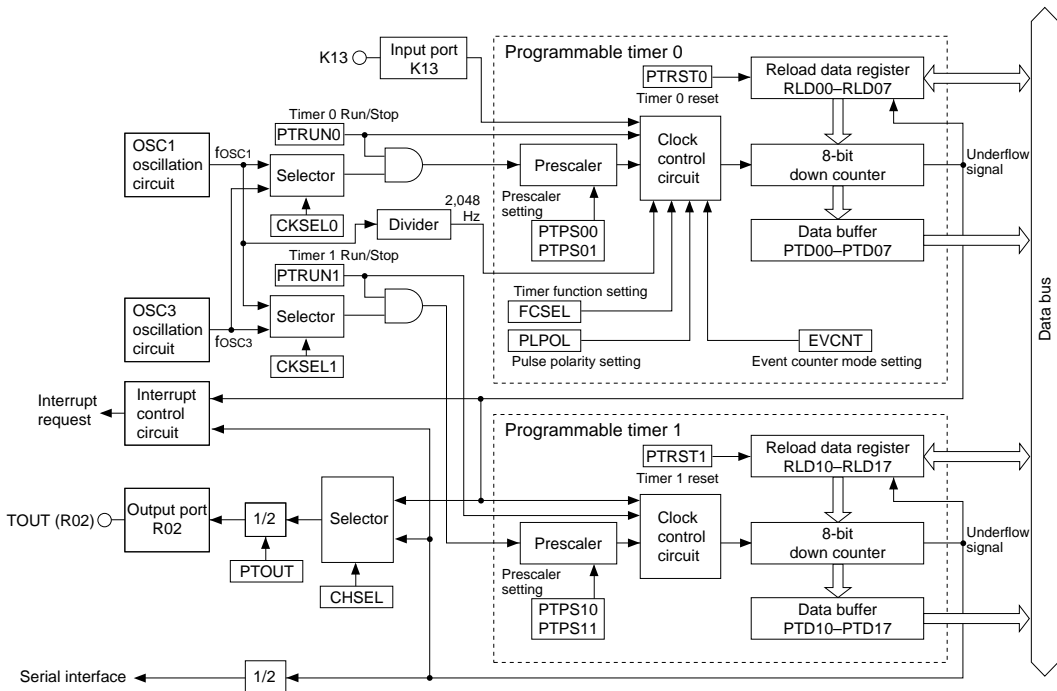 K13
Input port
K13
Programmable timer 0
PTRST0
Timer 0 reset
Reload data register
RLD00–RLD07
Data bus
Timer 0 Run/Stop
PTRUN0
OSC1
oscillation
circuit
fOSC1
Selector
CKSEL0
Prescaler
Prescaler
setting
PTPS00
PTPS01
Clock
control
circuit
8-bit
down counter
Underflow
signal
Data buffer
PTD00–PTD07
Divider
2,048
Hz
Timer 1 Run/Stop
PTRUN1
OSC3
oscillation
circuit
fOSC3
Selector
CKSEL1
Timer function setting
FCSEL
PLPOL
Pulse polarity setting
EVCNT
Event counter mode setting
Interrupt
request
Interrupt
control
circuit
Programmable timer 1
PTRST1
Timer 1 reset
Reload data register
RLD10–RLD17
TOUT (R02)
Output port
R02
1/2
PTOUT
Selector
CHSEL
Prescaler
Prescaler
setting
PTPS10
PTPS11
Clock
control
circuit
8-bit
down counter
Underflow
signal
Data buffer
PTD10–PTD17
Serial interface
1/2